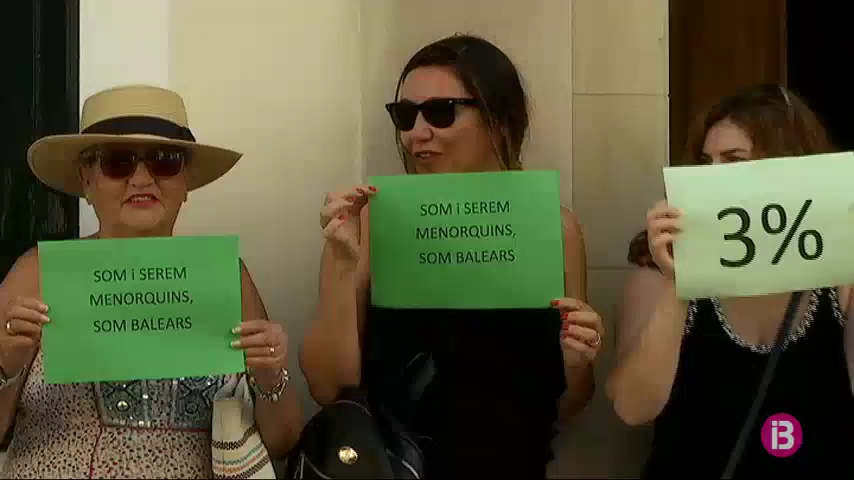 SOM i SEREM
MENORQUINS,
SOM BALEARS
SOM i SEREM
MENORQUINS,
SOM BALEARS
3%
IB